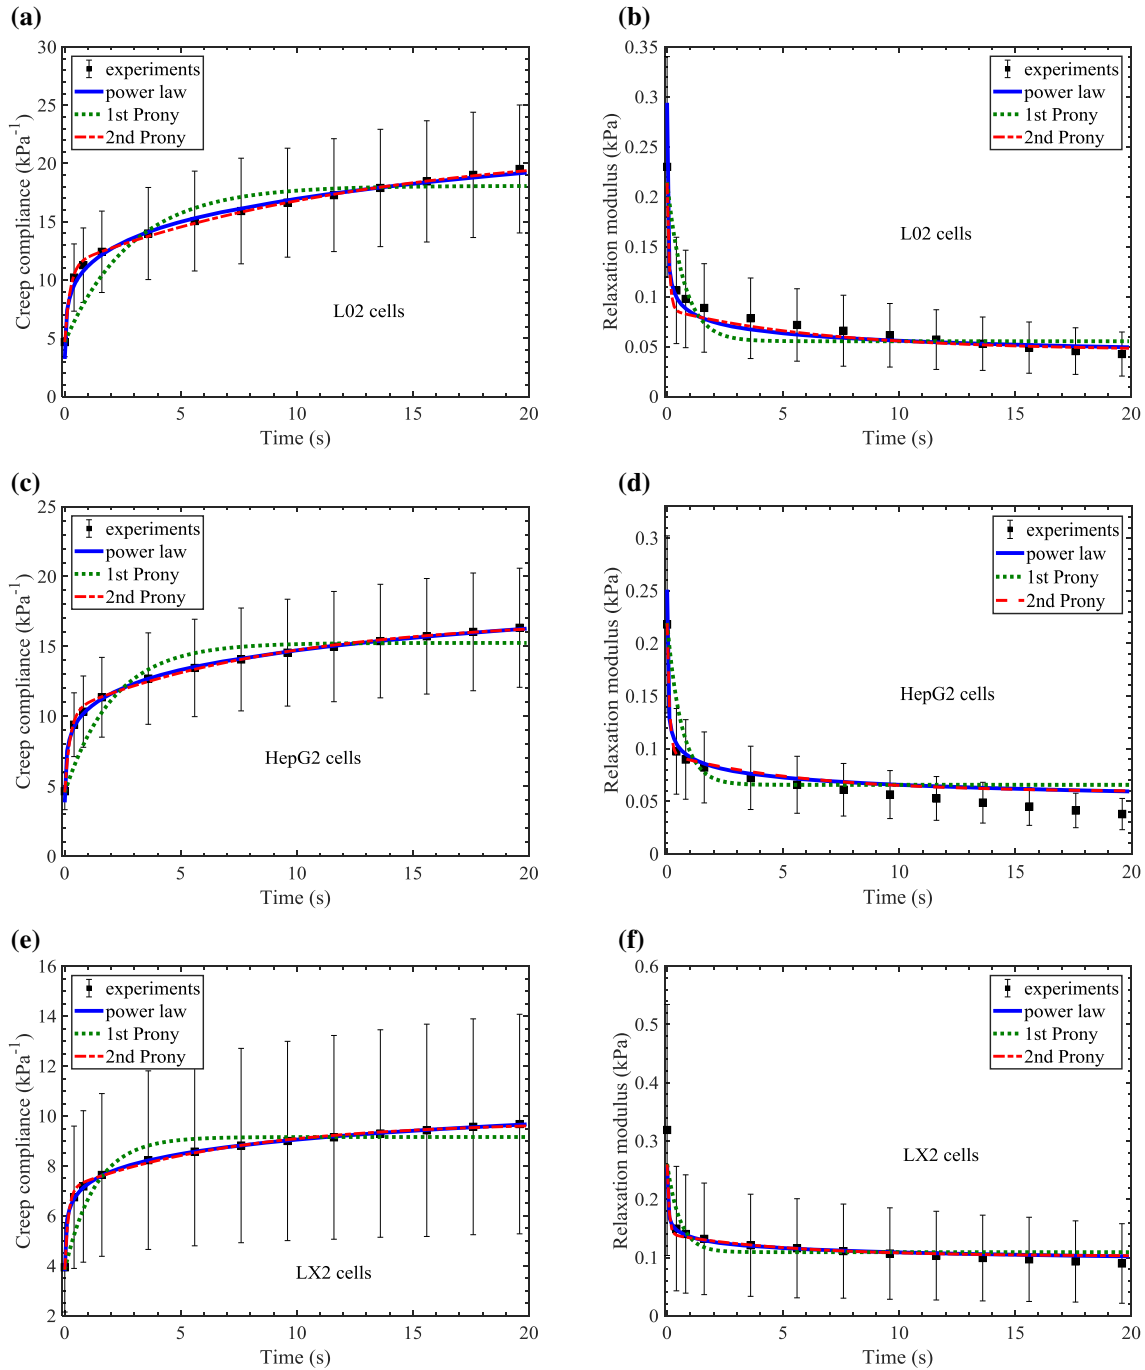 (a)
30
25
20
15
10
5
0
0 5 10 15 20
Creep compliance (kPa⁻¹)
Time (s)
experiments
power law
1st Prony
2nd Prony
L02 cells
(b)
0.35
0.3
0.25
0.2
0.15
0.1
0.05
0
0 5 10 15 20
Relaxation modulus (kPa)
Time (s)
experiments
power law
1st Prony
2nd Prony
L02 cells
(c)
25
20
15
10
5
0
0 5 10 15 20
Creep compliance (kPa⁻¹)
Time (s)
experiments
power law
1st Prony
2nd Prony
HepG2 cells
(d)
0.3
0.25
0.2
0.15
0.1
0.05
0
0 5 10 15 20
Relaxation modulus (kPa)
Time (s)
experiments
power law
1st Prony
2nd Prony
HepG2 cells
(e)
16
14
12
10
8
6
4
2
0 5 10 15 20
Creep compliance (kPa⁻¹)
Time (s)
experiments
power law
1st Prony
2nd Prony
LX2 cells
(f)
0.6
0.5
0.4
0.3
0.2
0.1
0
0 5 10 15 20
Relaxation modulus (kPa)
Time (s)
experiments
power law
1st Prony
2nd Prony
LX2 cells